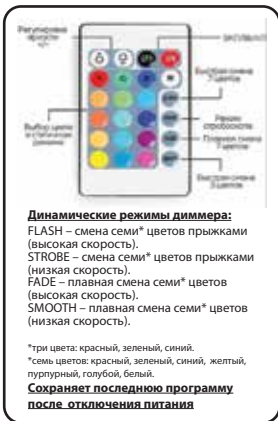 Регулировка
яркости
+/-
ВКЛ/ВЫКЛ
Быстрая смена
7 цветов
Режим
стробоскопа
Выбор цвета
в статичном
режиме
Плавная смена
7 цветов
Быстрая смена
3 цветов
Динамические режимы диммера:
FLASH – смена семи* цветов прыжками
(высокая скорость).
STROBE – смена семи* цветов прыжками
(низкая скорость).
FADE – плавная смена семи* цветов
(высокая скорость).
SMOOTH – плавная смена семи* цветов
(низкая скорость).
*три цвета: красный, зеленый, синий.
*семь цветов: красный, зеленый, синий, желтый,
пурпурный, голубой, белый.
Сохраняет последнюю программу
после отключения питания